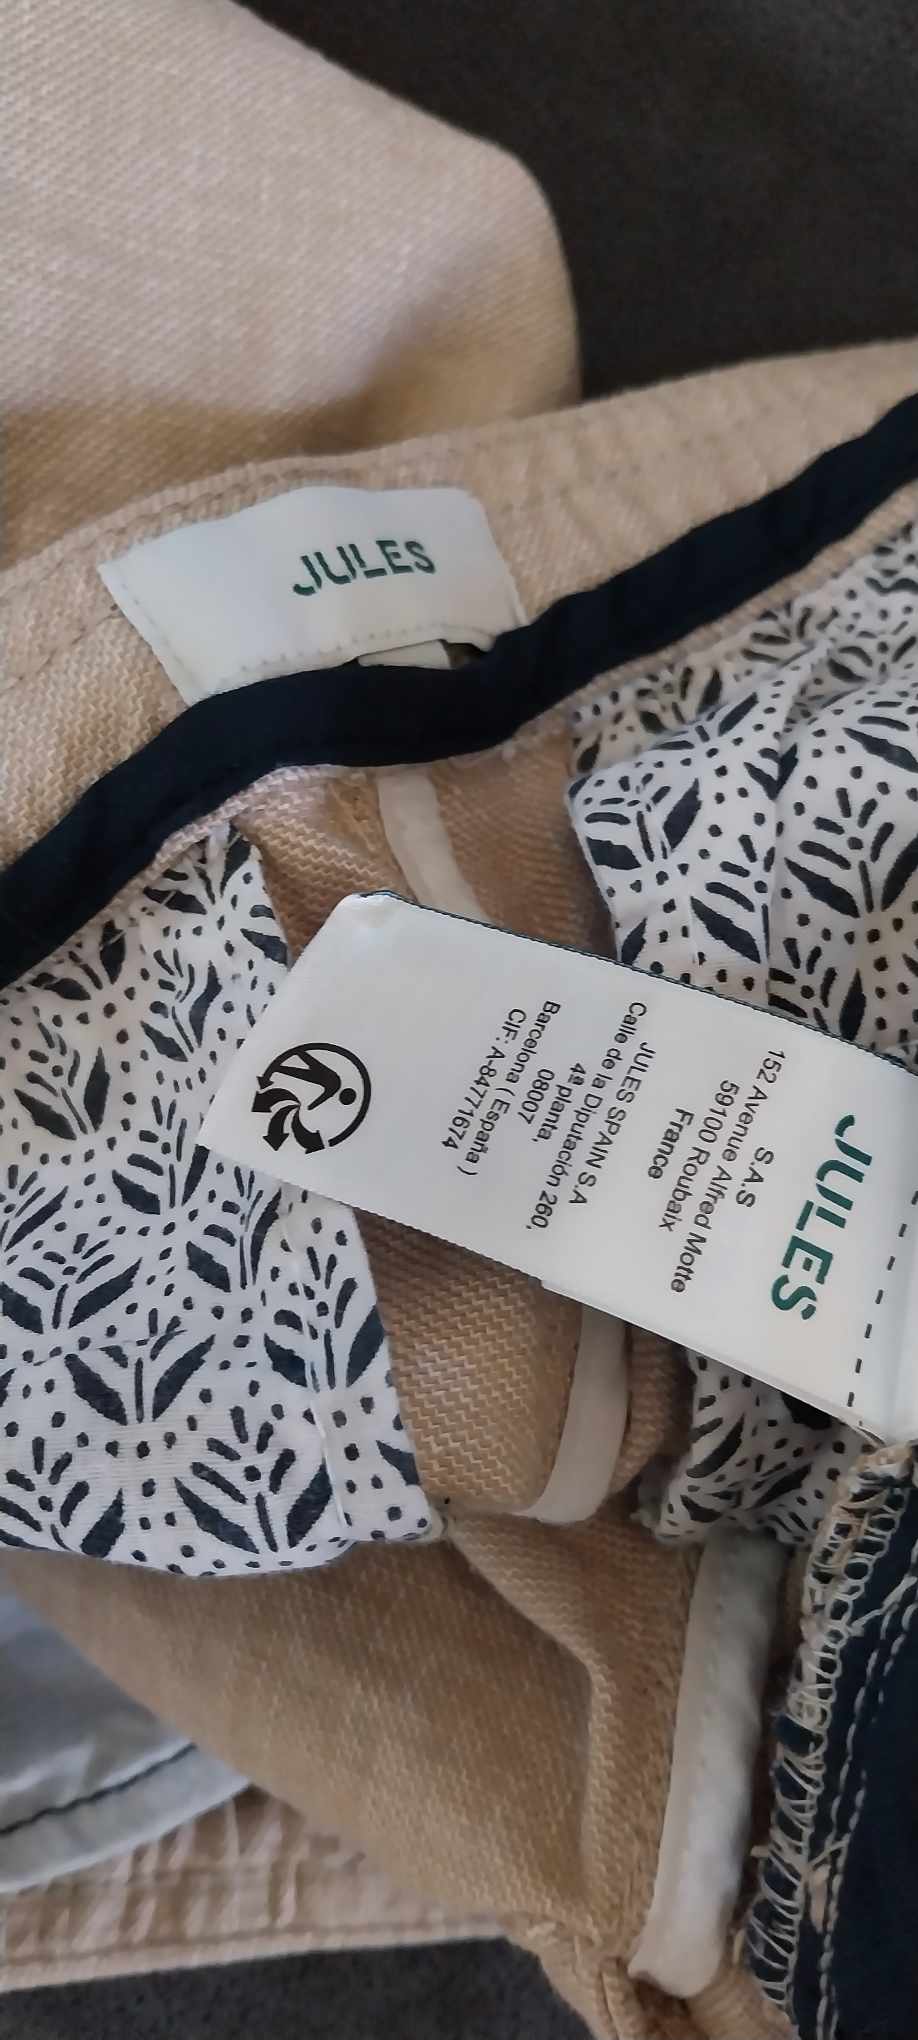 JULES
JULES
S.A.S
152 Avenue Alfred Motte
59100 Roubaix
France
JULES SPAIN S.A
Calle de la Diputación 260,
4ª planta,
08007
Barcelona ( España )
CIF: A-84771674